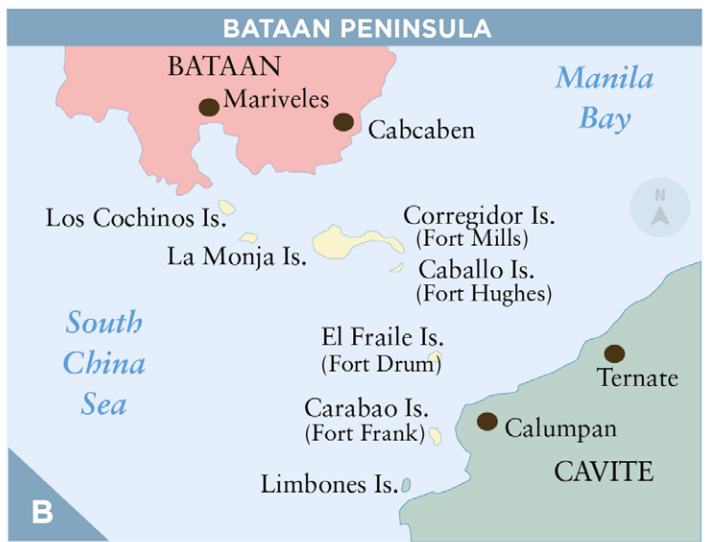 BATAAN PENINSULA
BATAAN
Mariveles
Cabcaben
Manila
Bay
N
Los Cochinos Is.
La Monja Is.
Corregidor Is.
(Fort Mills)
Caballo Is.
(Fort Hughes)
South
China
Sea
El Fraile Is.
(Fort Drum)
Ternate
Carabao Is.
(Fort Frank)
Calumpan
CAVITE
Limbones Is.
B